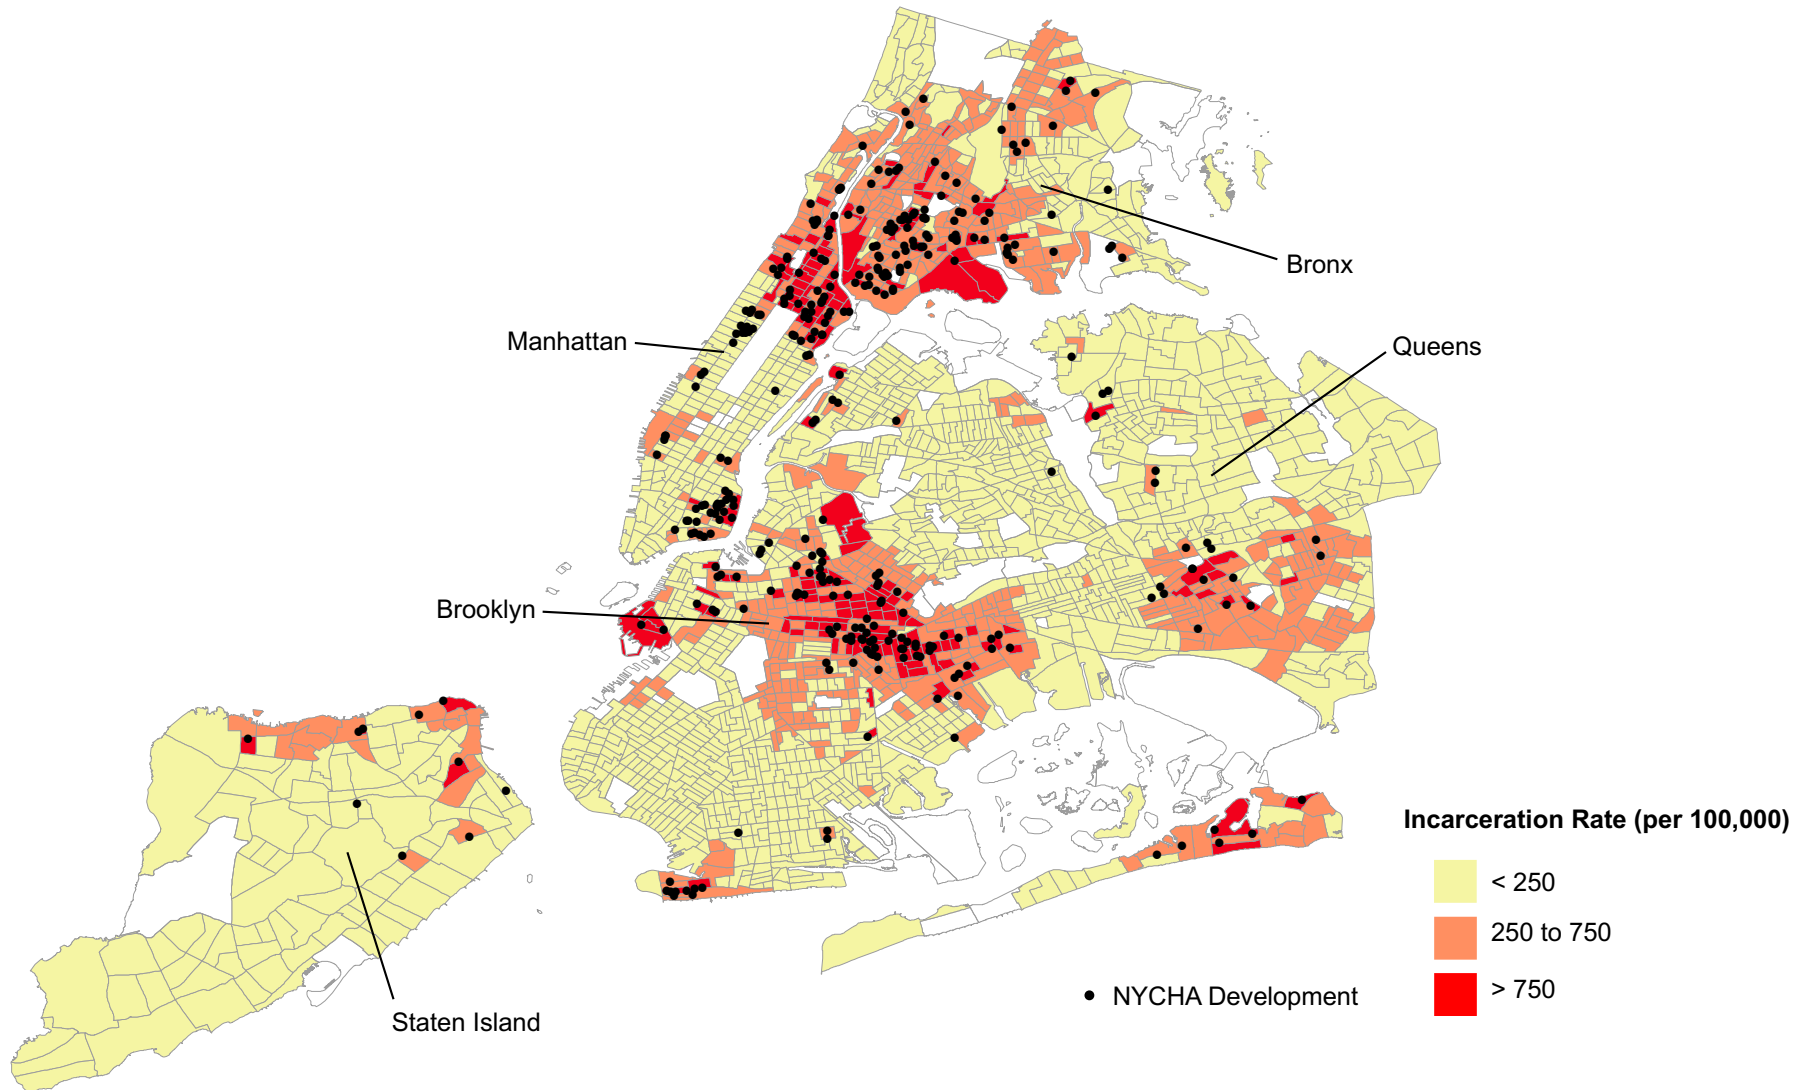 Bronx
Manhattan
Queens
Brooklyn
Incarceration Rate (per 100,000)
< 250
250 to 750
> 750
NYCHA Development
Staten Island